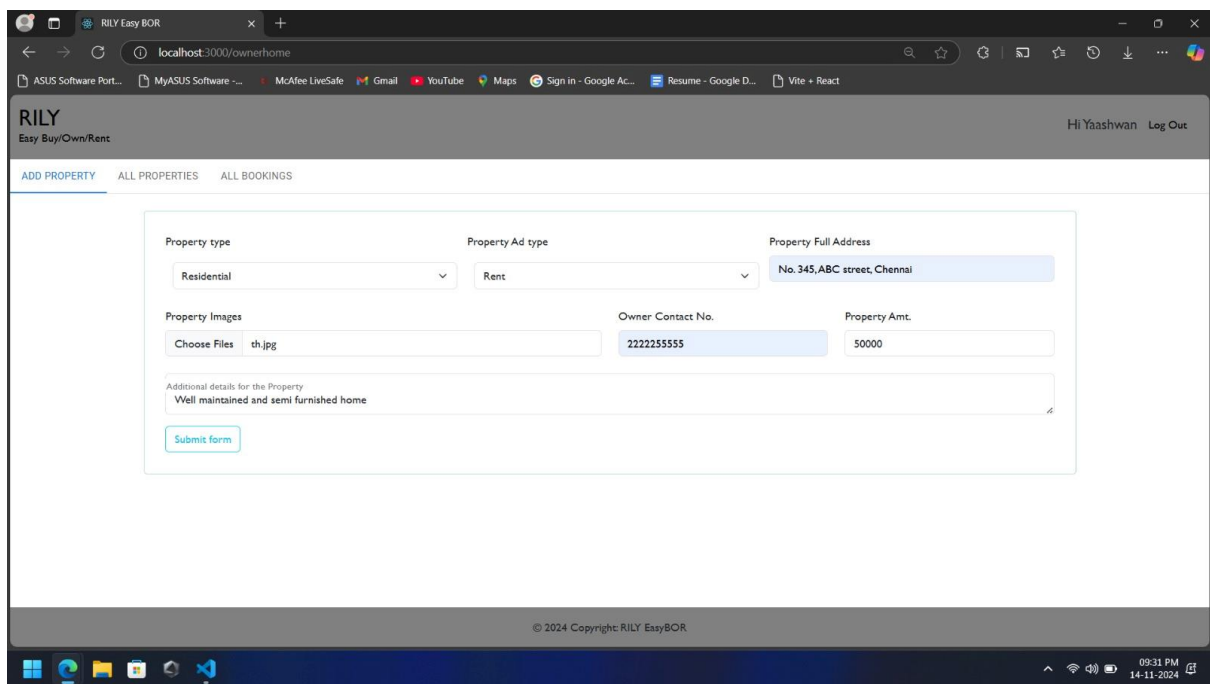 RILY Easy BOR
localhost:3000/ownerhome
ASUS Software Port... MyASUS Software -... McAfee LiveSafe Gmail YouTube Maps Sign in - Google Ac... Resume - Google D... Vite + React
RILY
Easy Buy/Own/Rent
Hi Yaashwan Log Out
ADD PROPERTY ALL PROPERTIES ALL BOOKINGS
Property type Property Ad type Property Full Address
Residential Rent No. 345,ABC street, Chennai
Property Images Owner Contact No. Property Amt.
Choose Files th.jpg 2222255555 50000
Additional details for the Property
Well maintained and semi furnished home
Submit form
© 2024 Copyright: RILY EasyBOR
09:31 PM
14-11-2024